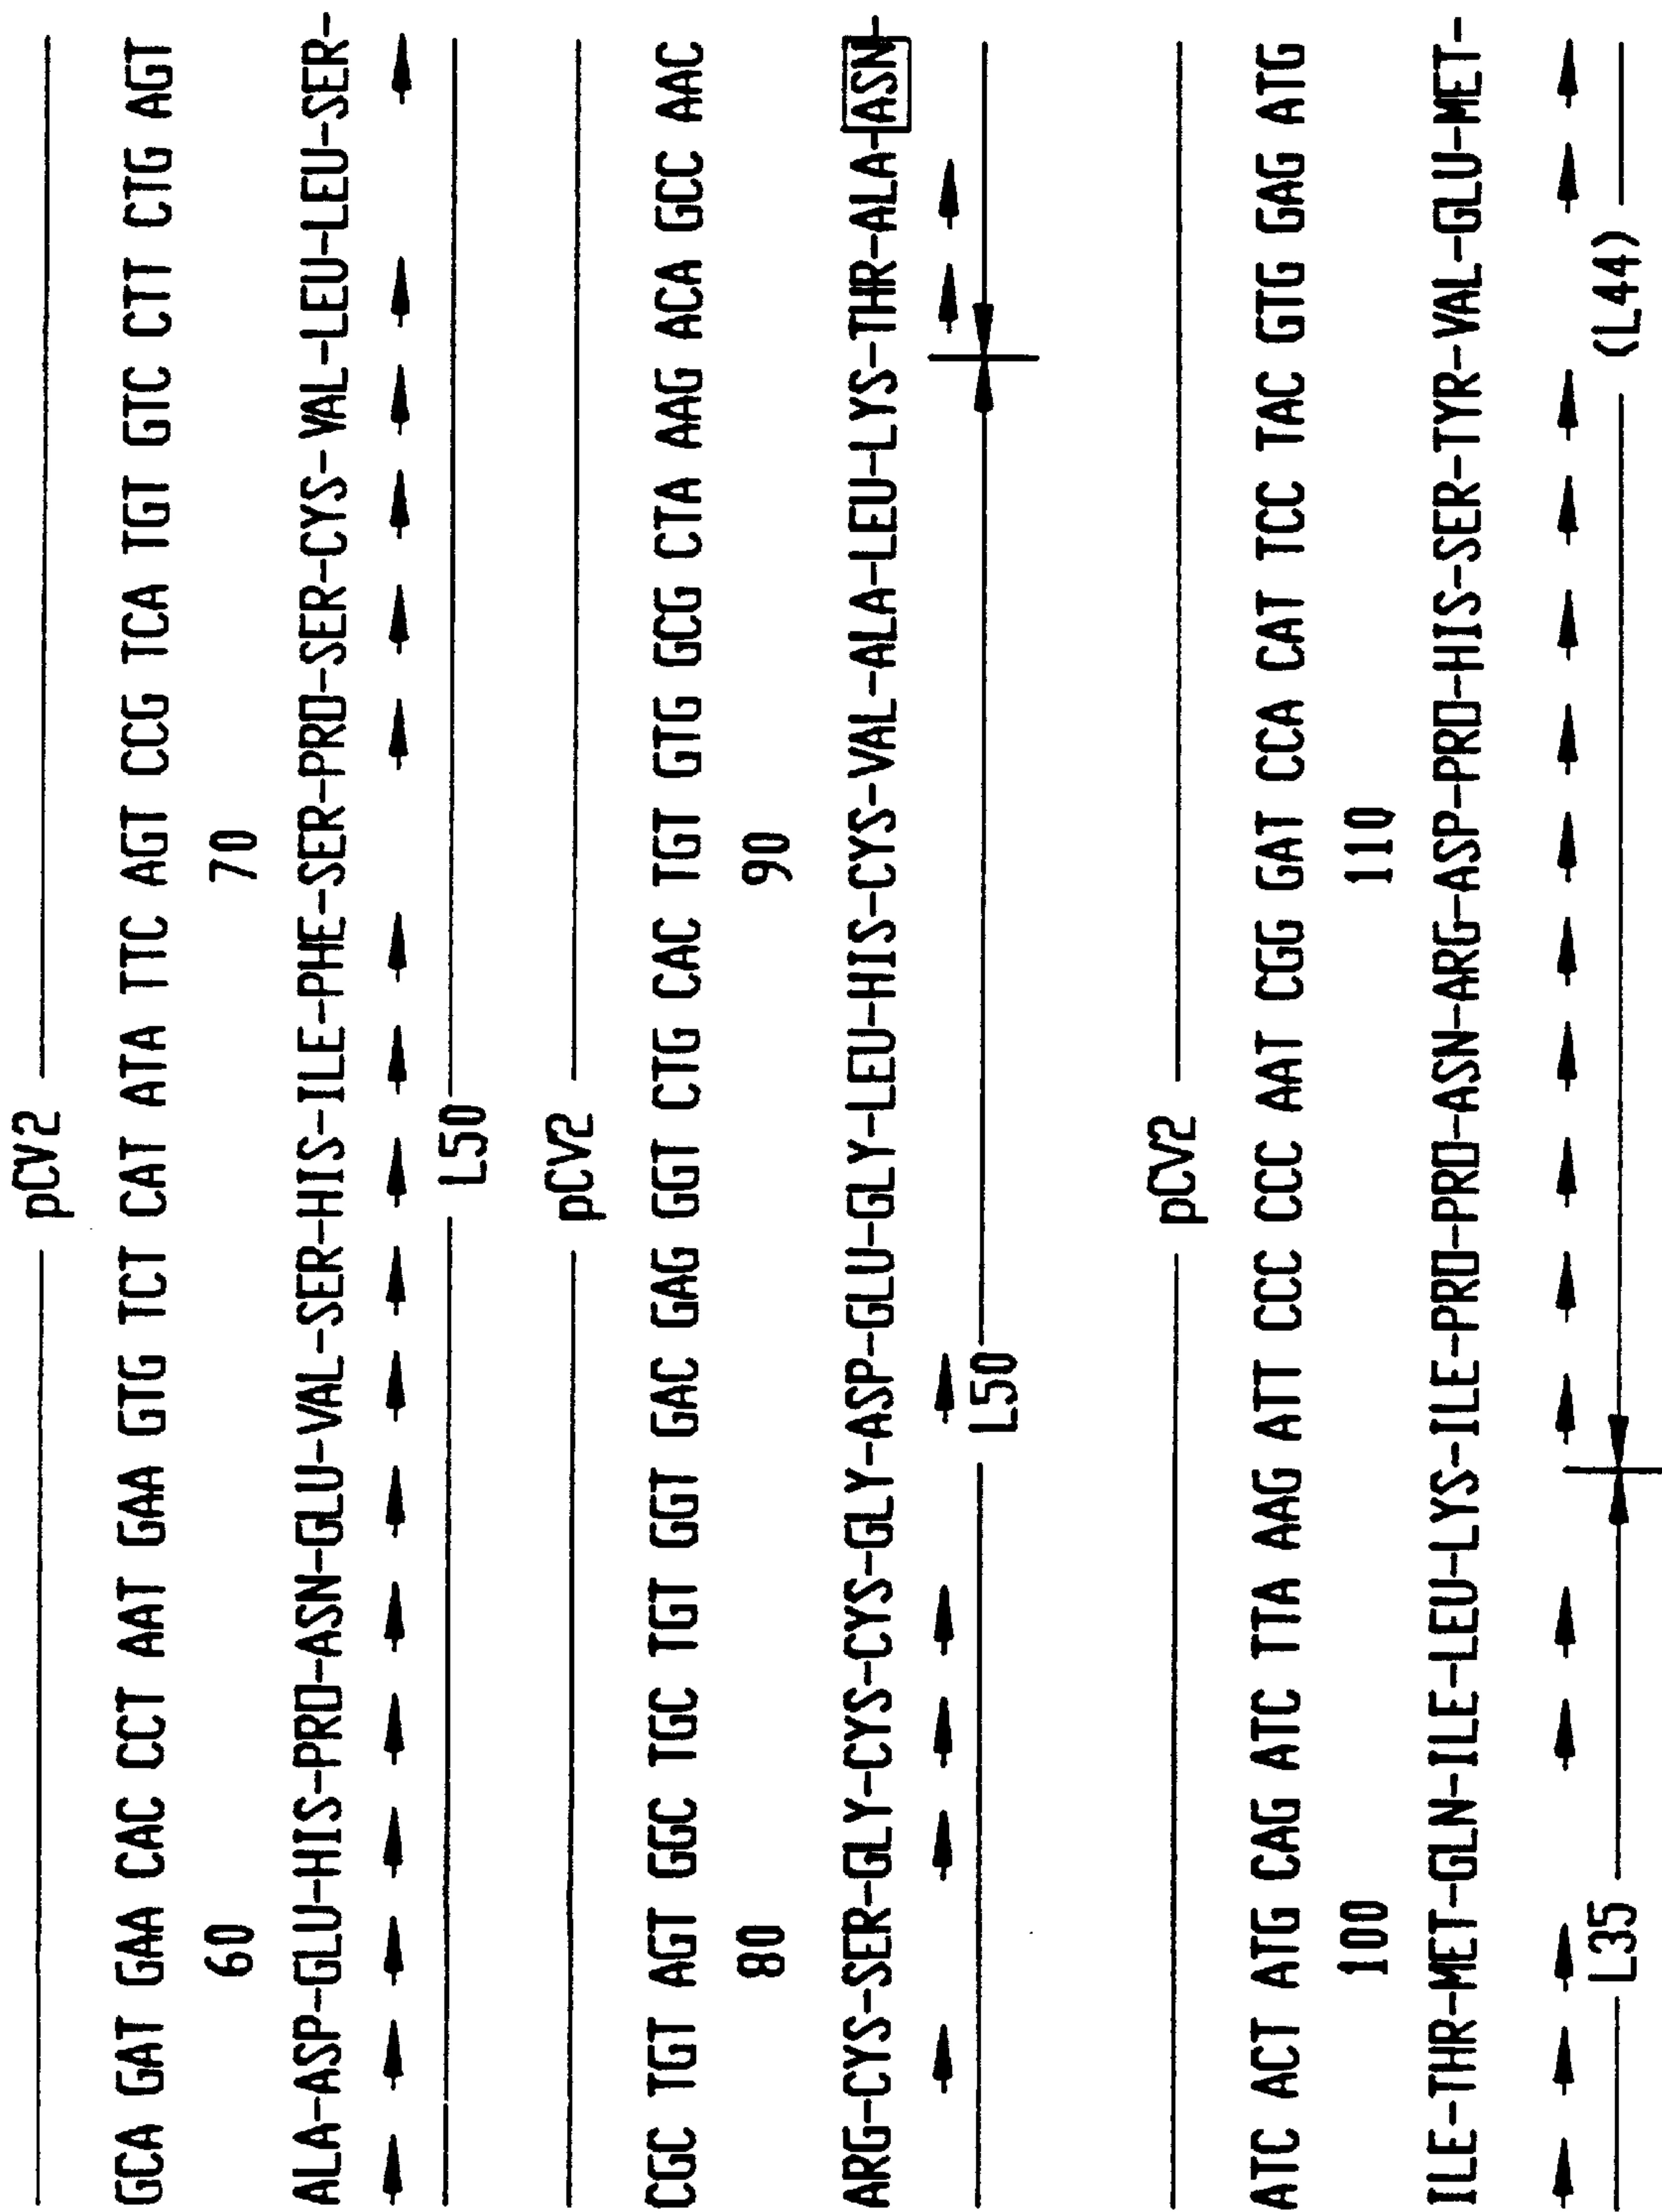 pCV2
GCA GAT GAA CAC CCT AAT GAA GTG TCT CAT ATA TTC AGT CCG TCA TGT GTC CTT CTG AGT
60 70
ALA-ASP-GLU-HIS-PRO-ASN-GLU-VAL-SER-HIS-ILE-PHE-SER-PRO-SER-CYS-VAL-LEU-LEU-SER-
L50
pCV2
CGC TGT AGT GGC TGC TGT GGT GAC GAG GGT CTG CAC TGT GTG GCG CTA AAG ACA GCC AAC
80 90
ARG-CYS-SER-GLY-CYS-CYS-GLY-ASP-GLU-GLY-LEU-HIS-CYS-VAL-ALA-LEU-LYS-THR-ALA-ASN-
L50
pCV2
ATC ACT ATG CAG ATC TTA AAG ATT CCC CCC AAT CGG GAT CCA CAT TCC TAC GTG GAG ATG
100 110
ILE-THR-MET-GLN-ILE-LEU-LYS-ILE-PRO-PRO-ASN-ARG-ASP-PRO-HIS-SER-TYR-VAL-GLU-MET-
L35 (L44)